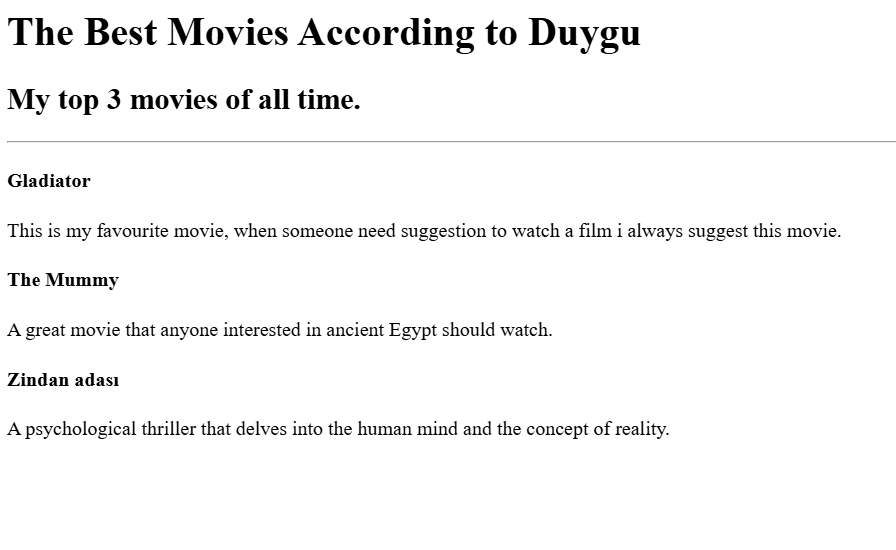 The Best Movies According to Duygu
My top 3 movies of all time.
Gladiator
This is my favourite movie, when someone need suggestion to watch a film i always suggest this movie.
The Mummy
A great movie that anyone interested in ancient Egypt should watch.
Zindan adası
A psychological thriller that delves into the human mind and the concept of reality.